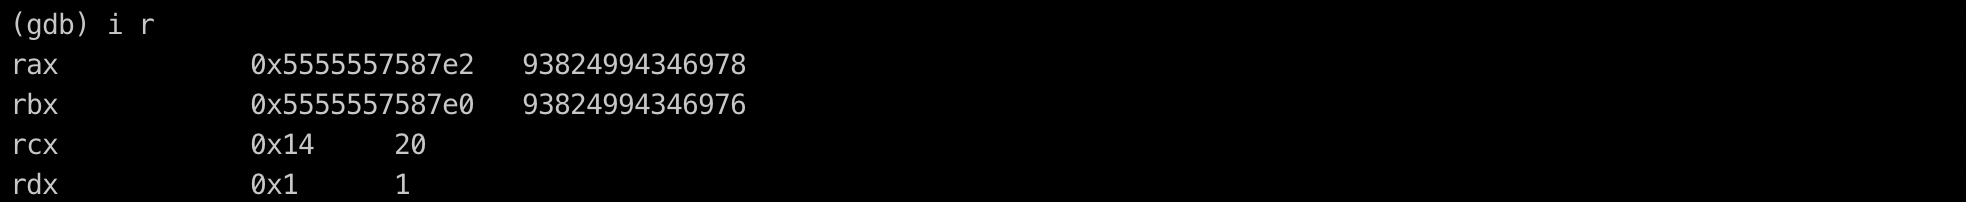 (gdb) i r
rax            0x5555557587e2   93824994346978
rbx            0x5555557587e0   93824994346976
rcx            0x14     20
rdx            0x1      1